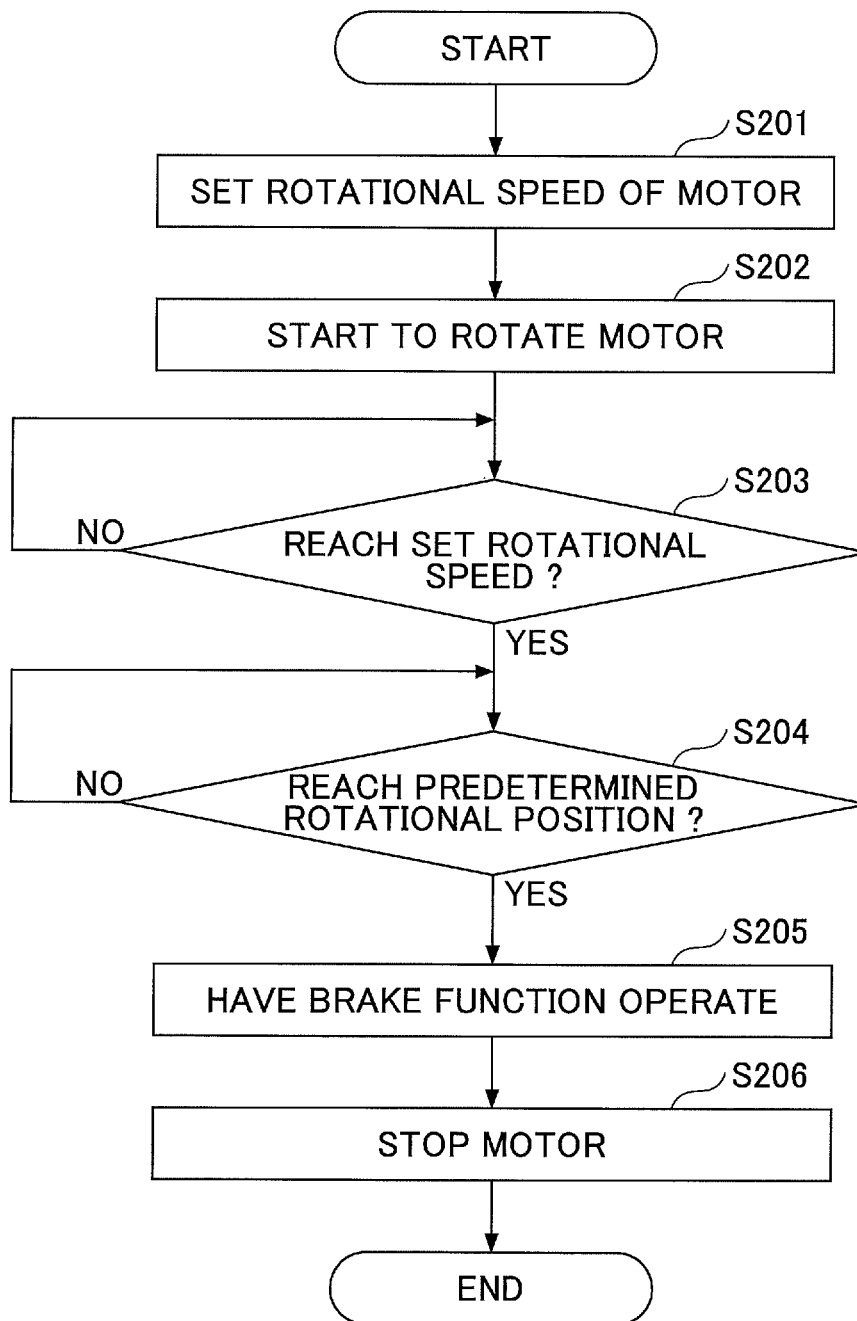 START
S201
SET ROTATIONAL SPEED OF MOTOR
S202
START TO ROTATE MOTOR
S203
NO
REACH SET ROTATIONAL
SPEED ?
YES
S204
NO
REACH PREDETERMINED
ROTATIONAL POSITION ?
YES
S205
HAVE BRAKE FUNCTION OPERATE
S206
STOP MOTOR
END